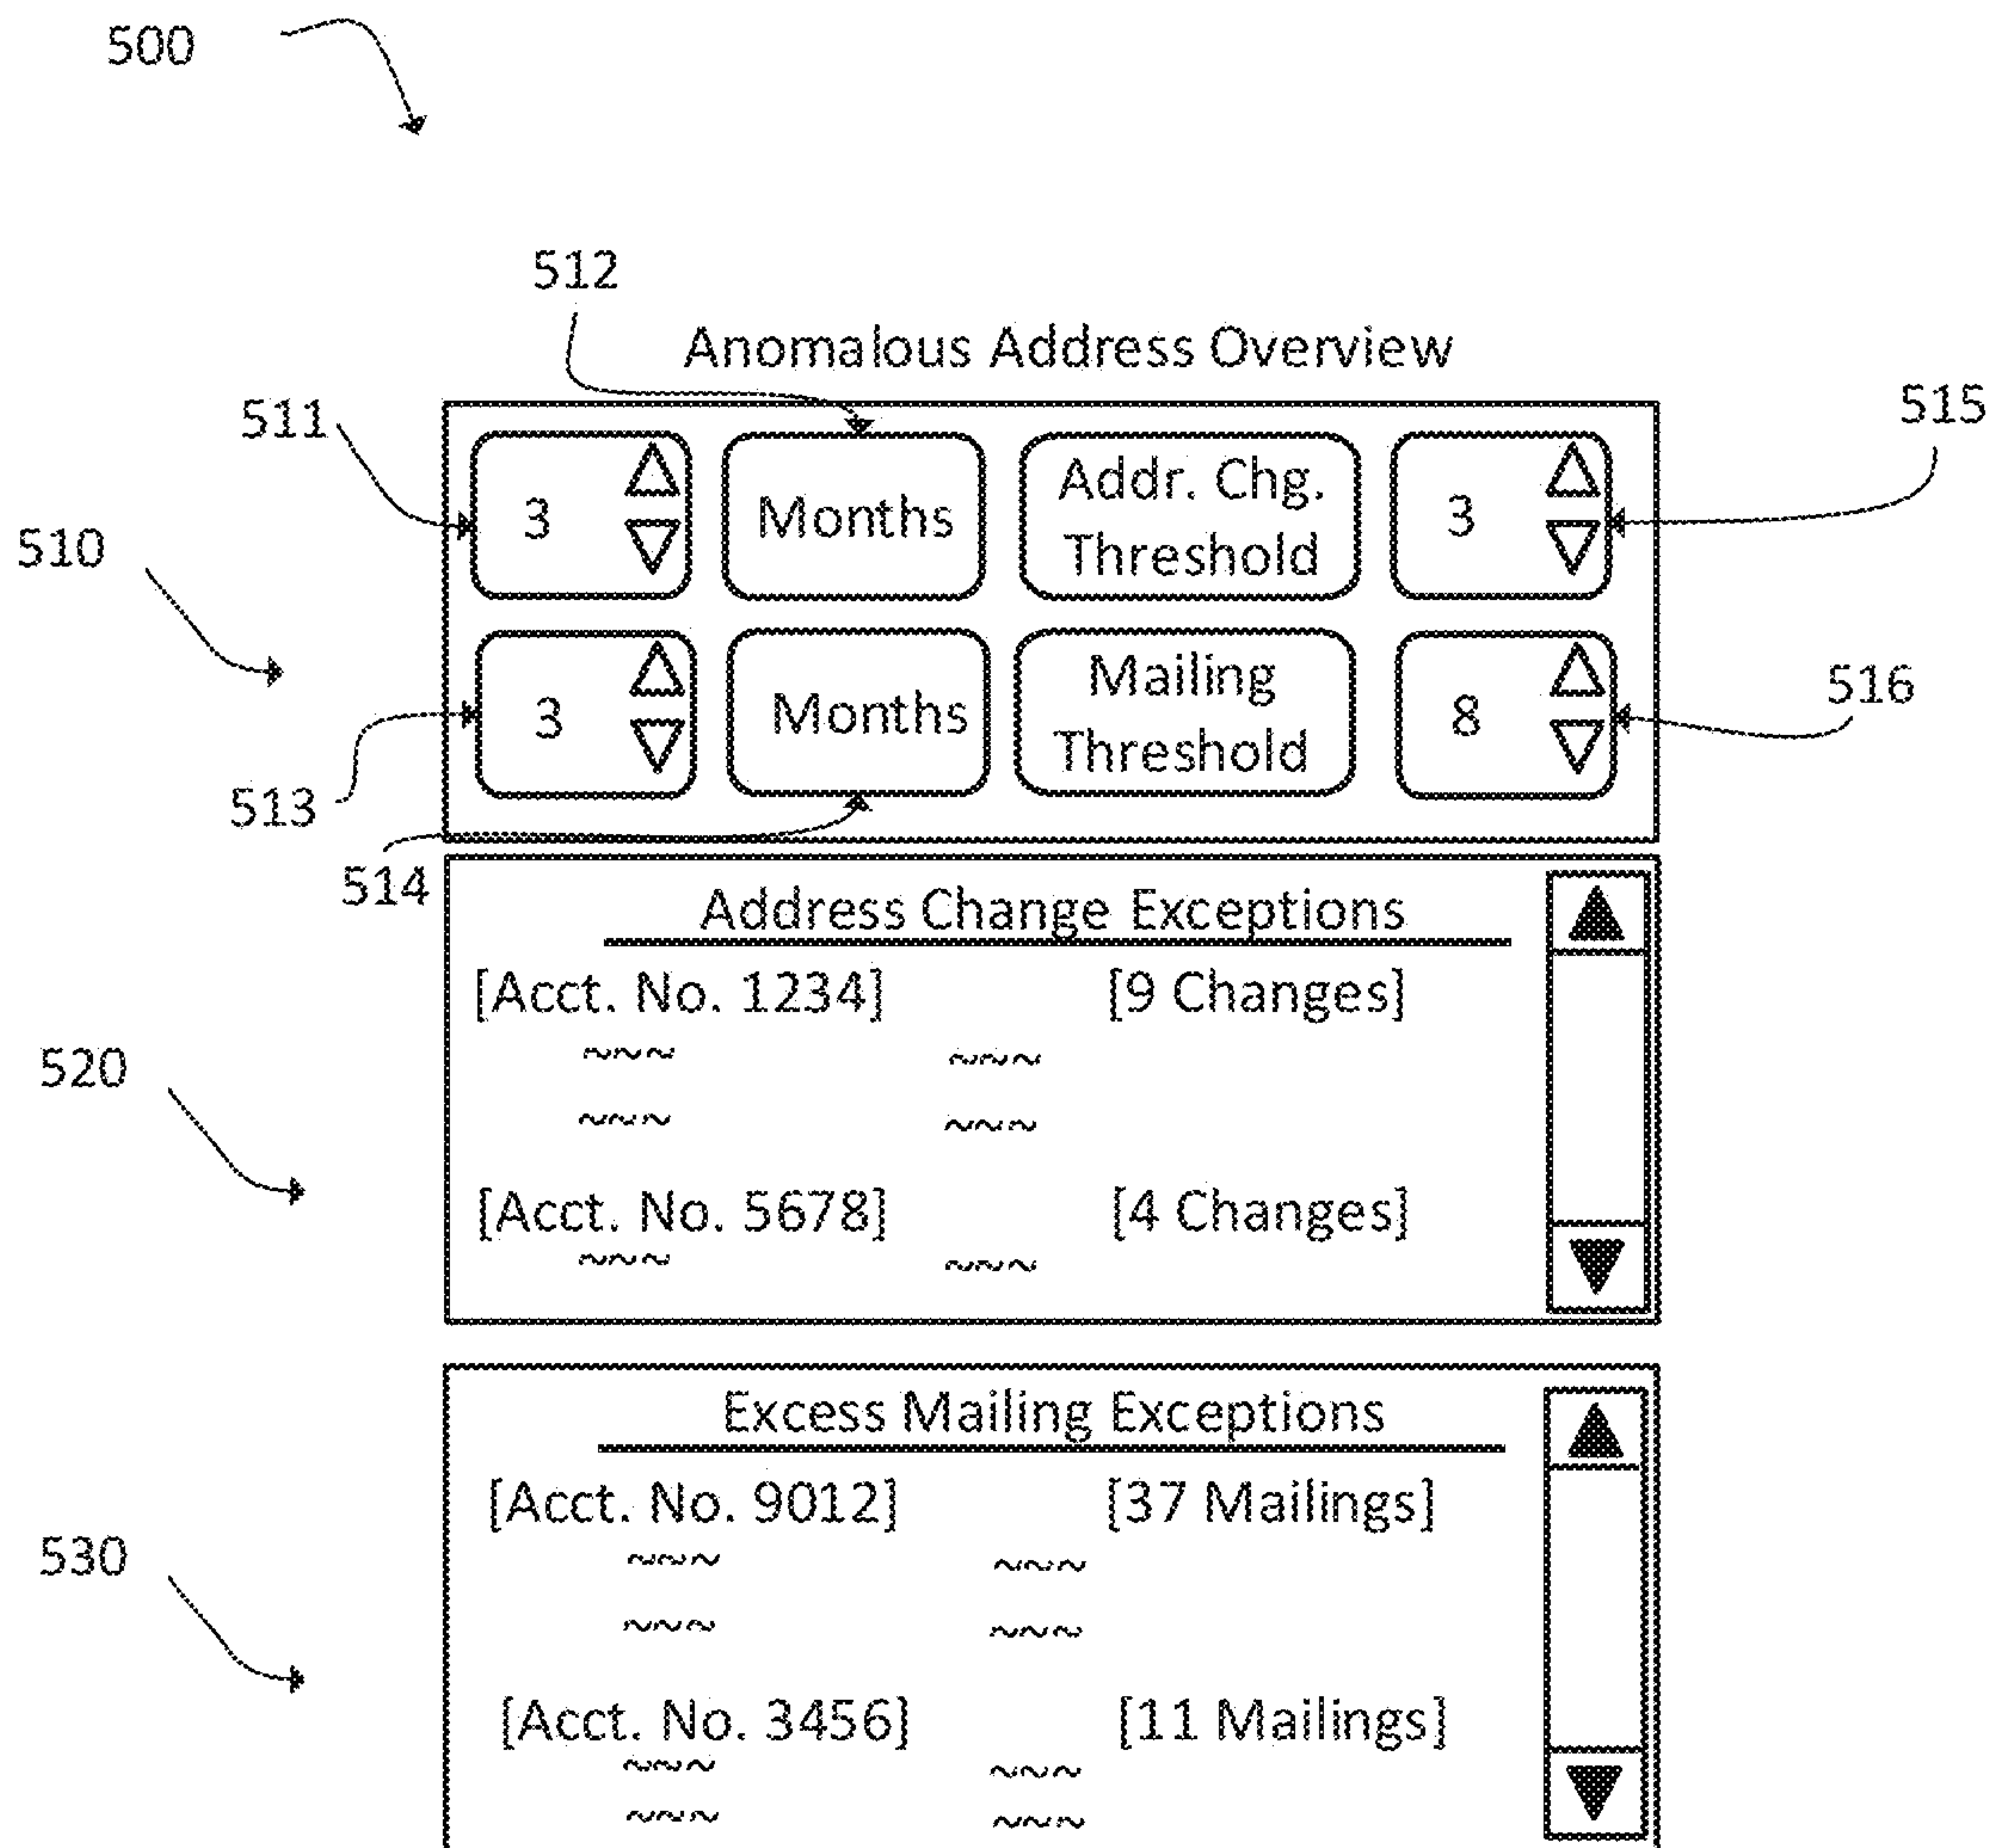 500
512
Anomalous Address Overview
511
515
3
Months
Addr. Chg.
Threshold
3
510
3
Months
Mailing
Threshold
8
516
513
514
Address Change Exceptions
[Acct. No. 1234] [9 Changes]
~~~ ~~~
~~~ ~~~
520
[Acct. No. 5678] [4 Changes]
~~~ ~~~
Excess Mailing Exceptions
[Acct. No. 9012] [37 Mailings]
530
~~~ ~~~
~~~ ~~~
[Acct. No. 3456] [11 Mailings]
~~~ ~~~
~~~ ~~~